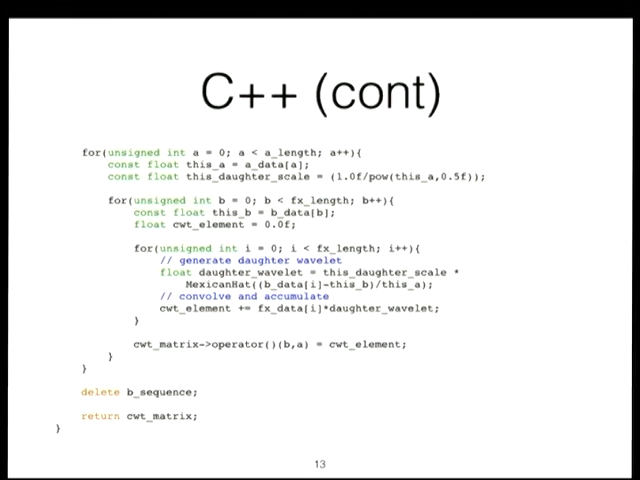 C++ (cont)
for(unsigned int a = 0; a < a_length; a++){
const float this_a = a_data[a];
const float this_daughter_scale = (1.0f/pow(this_a,0.5f));
for(unsigned int b = 0; b < fx_length; b++){
const float this_b = b_data[b];
float cwt_element = 0.0f;
for(unsigned int i = 0; i < fx_length; i++){
// generate daughter wavelet
float daughter_wavelet = this_daughter_scale *
MexicanHat((b_data[i]-this_b)/this_a);
// convolve and accumulate
cwt_element += fx_data[i]*daughter_wavelet;
}
cwt_matrix->operator()(b,a) = cwt_element;
}
}
delete b_sequence;
return cwt_matrix;
}
13